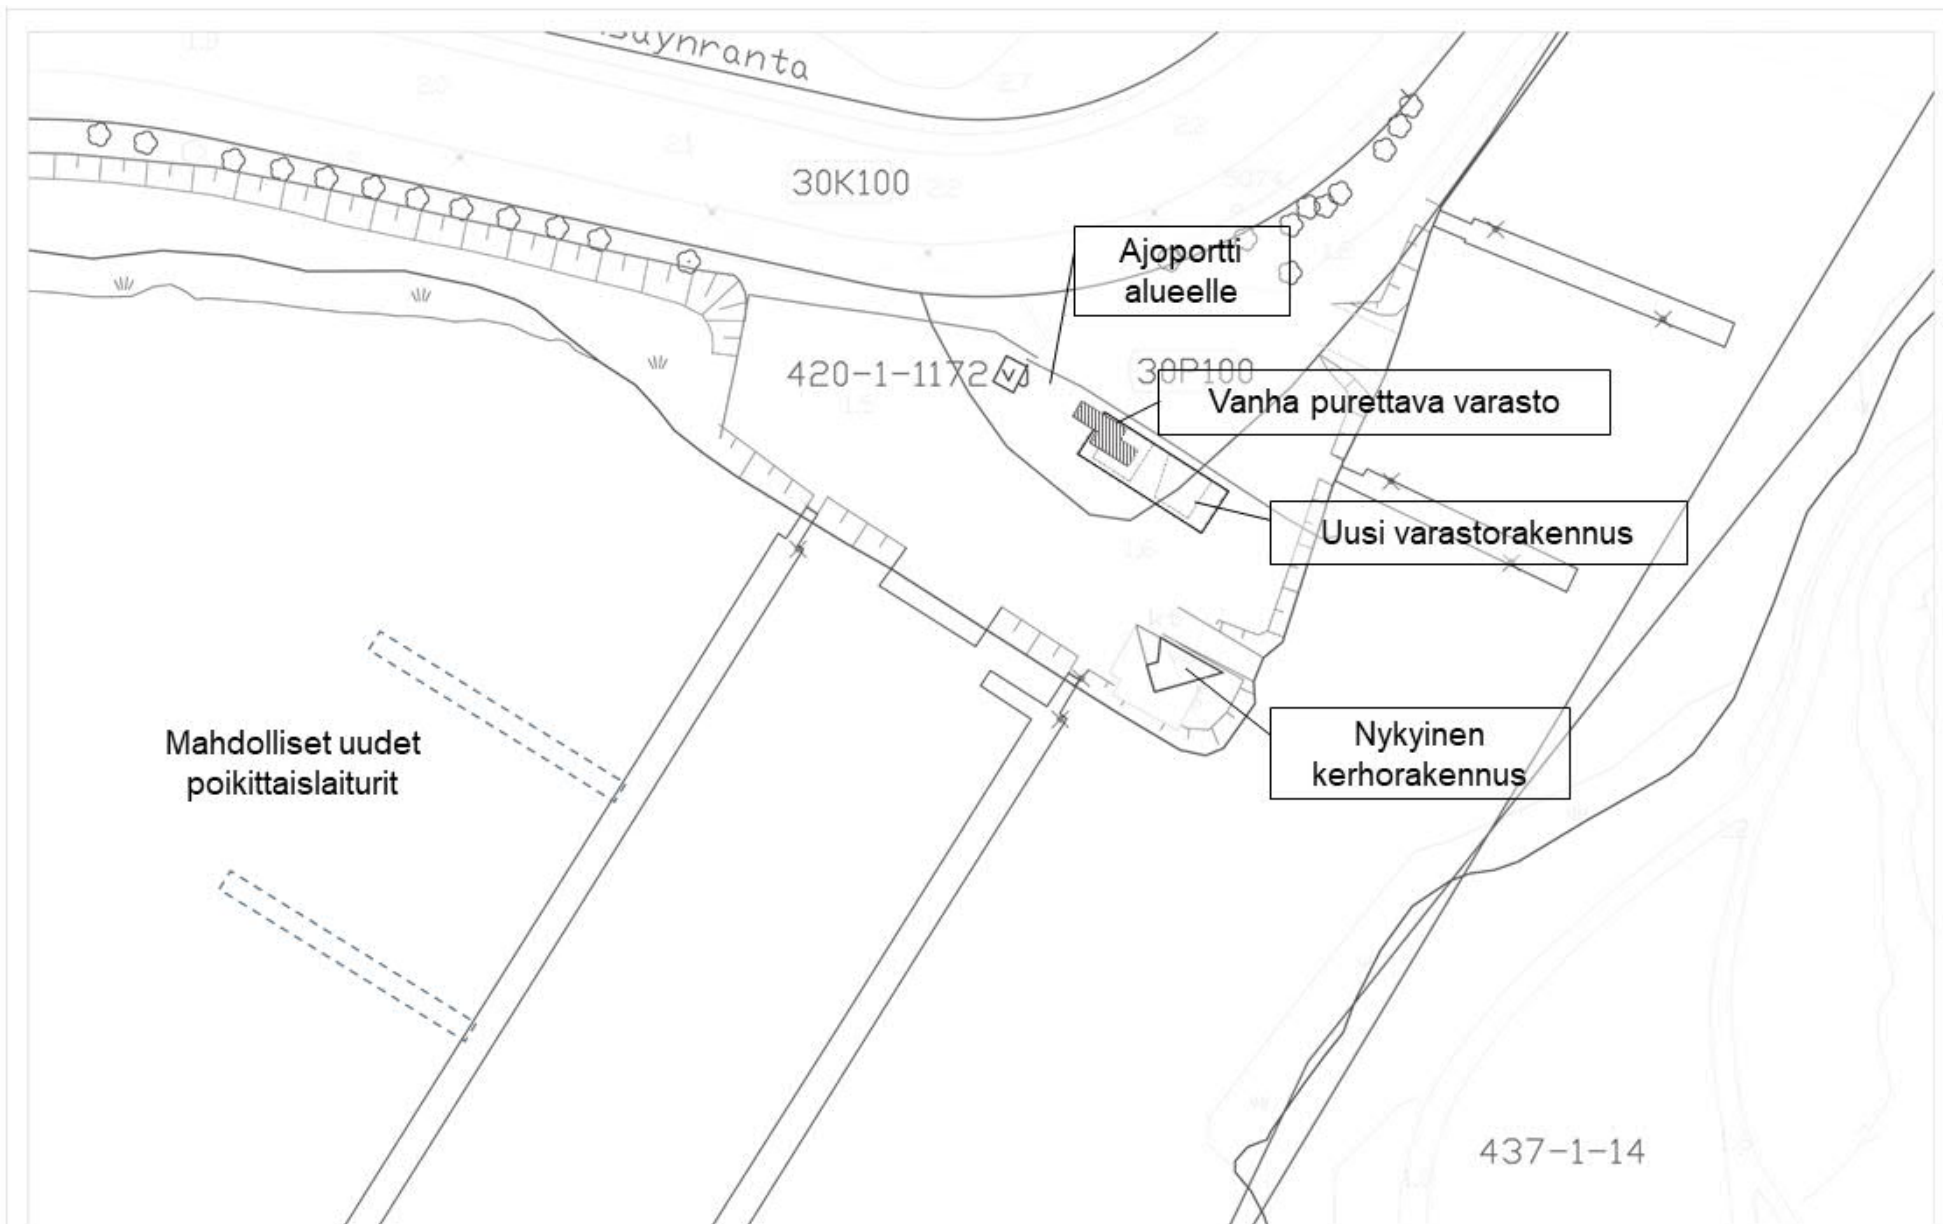 30K100
Ajoportti
alueelle
420-1-1172
30P100
Vanha purettava varasto
Uusi varastorakennus
Mahdolliset uudet
poikittaislaiturit
Nykyinen
kerhorakennus
437-1-14